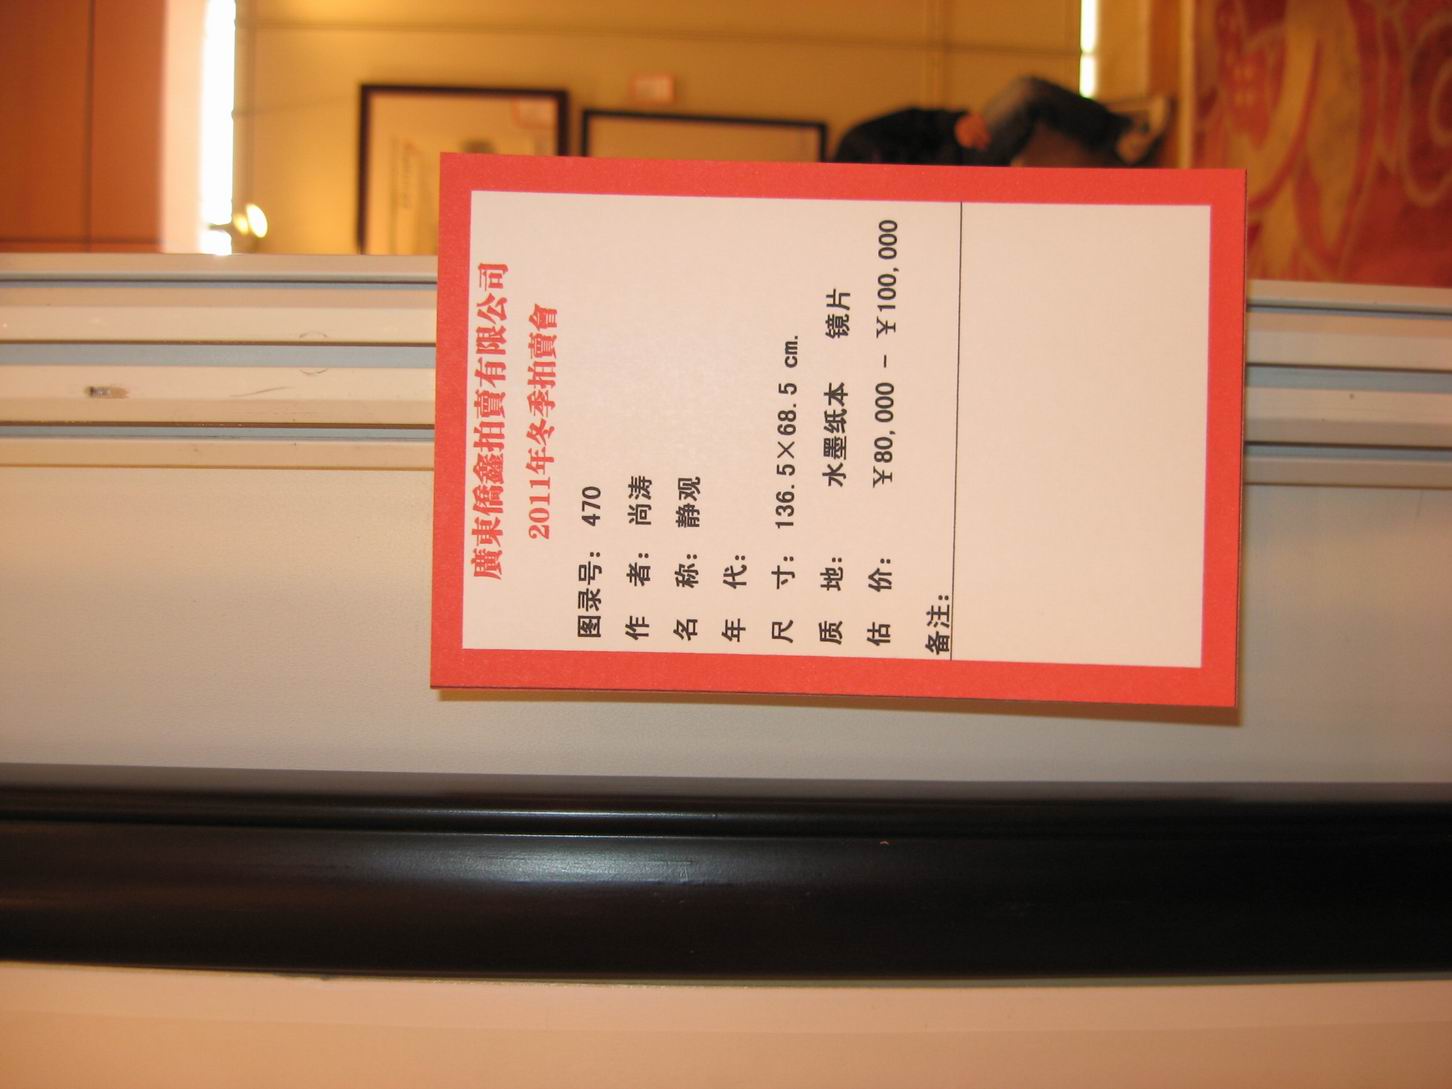 廣東僑鑫拍賣有限公司
2011年冬季拍賣會
图录号: 470
作 者: 尚涛
名 称: 静观
年 代:
尺 寸: 136.5×68.5 cm.
质 地: 水墨纸本 镜片
估 价: ¥80,000 - ¥100,000
备注: